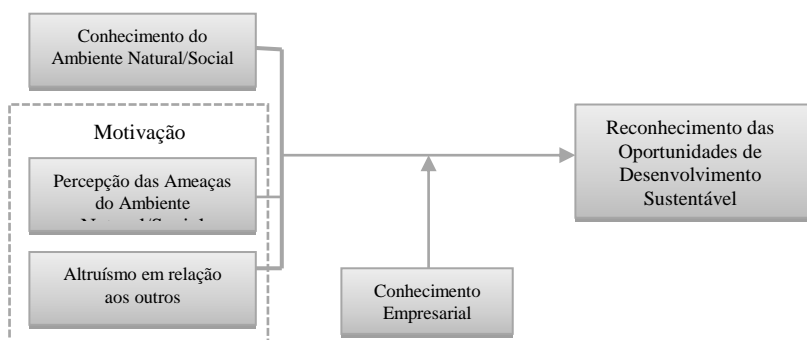 Conhecimento do
Ambiente Natural/Social
Motivação
Percepção das Ameaças
do Ambiente
Altruísmo em relação
aos outros
Conhecimento
Empresarial
Reconhecimento das
Oportunidades de
Desenvolvimento
Sustentável